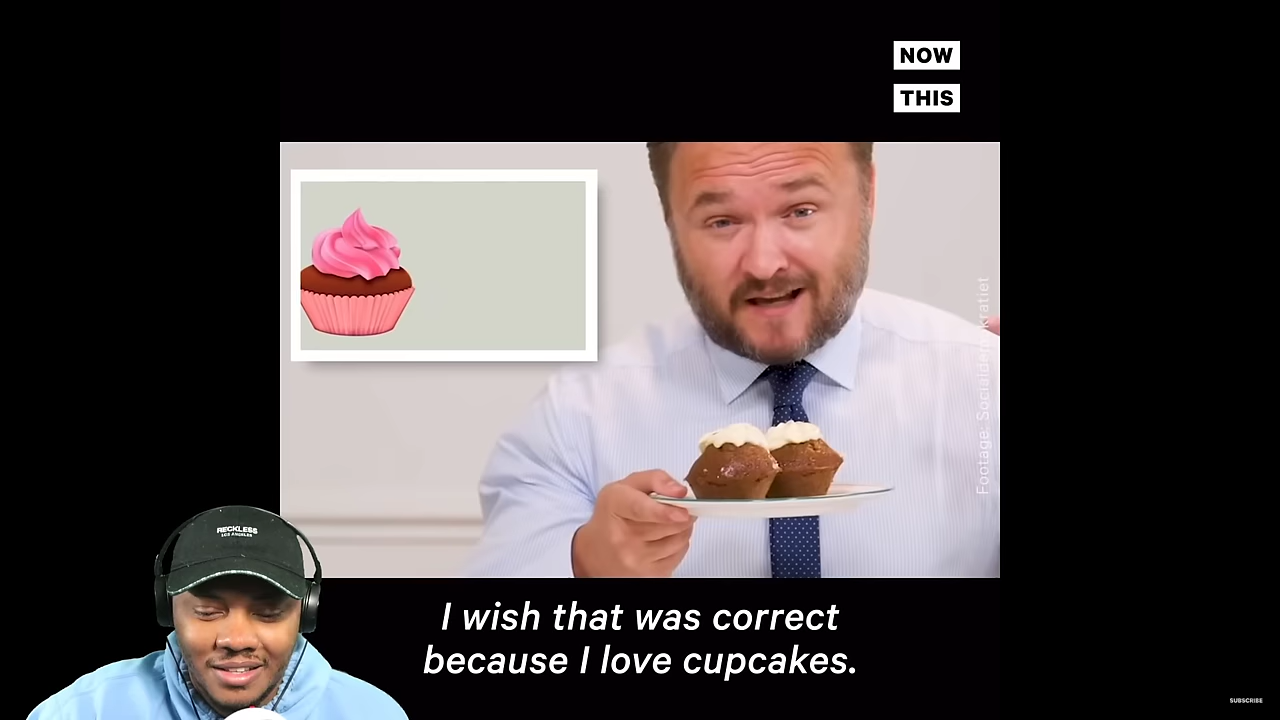 NOW
THIS
Footage: Socialdemokratiet
RECKLESS
LOS ANGELES
I wish that was correct
because I love cupcakes.
SUBSCRIBE